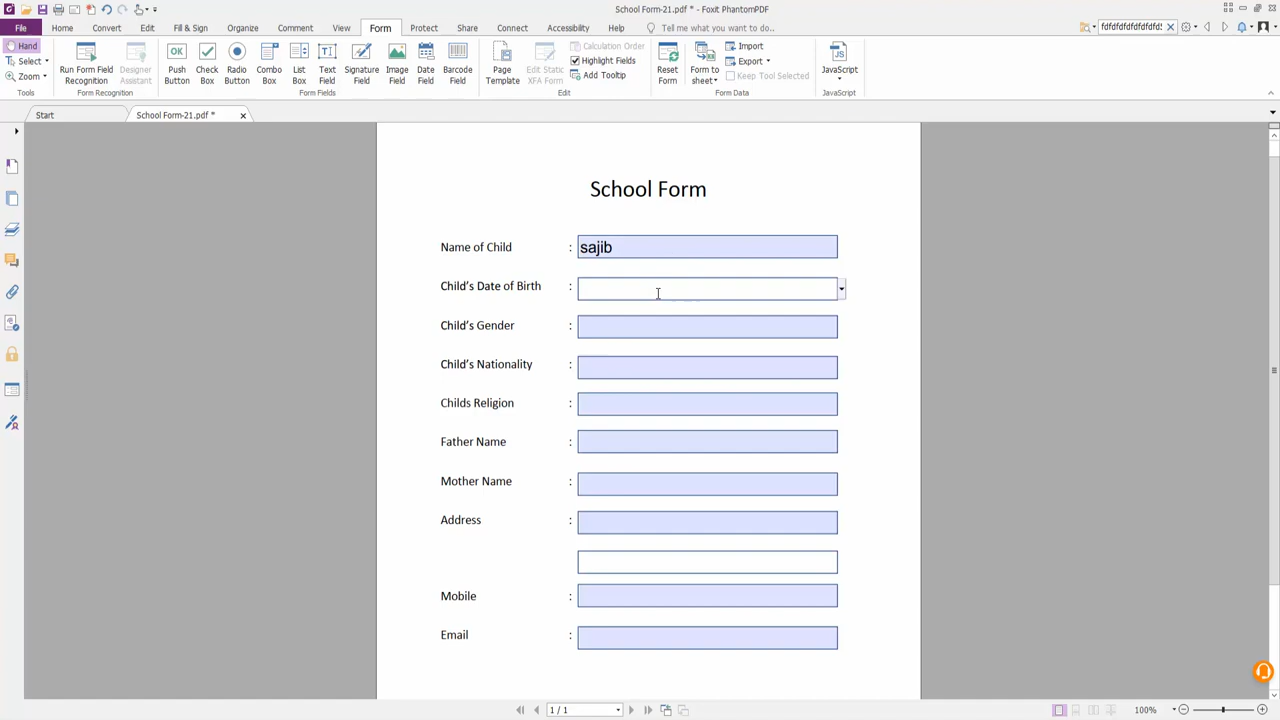 School Form-21.pdf * - Foxit PhantomPDF
File Home Convert Edit Fill & Sign Organize Comment View Form Protect Share Connect Accessibility Help Tell me what you want to do..
Hand
Select
Zoom
Tools
Run Form Field Recognition
Designer Assistant
Form Recognition
OK
Push Button
Check Box
Radio Button
Combo Box
List Box
Text Field
Signature Field
Image Field
Date Field
Barcode Field
Form Fields
Page Template
Edit Static XFA Form
Calculation Order
Highlight Fields
Add Tooltip
Edit
Reset Form
Form to sheet
Import
Export
Keep Tool Selected
Form Data
JS
JavaScript
JavaScript
Start School Form-21.pdf *
School Form
Name of Child : sajib
Child's Date of Birth :
Child's Gender :
Child's Nationality :
Childs Religion :
Father Name :
Mother Name :
Address :
Mobile :
Email :
1 / 1
100%